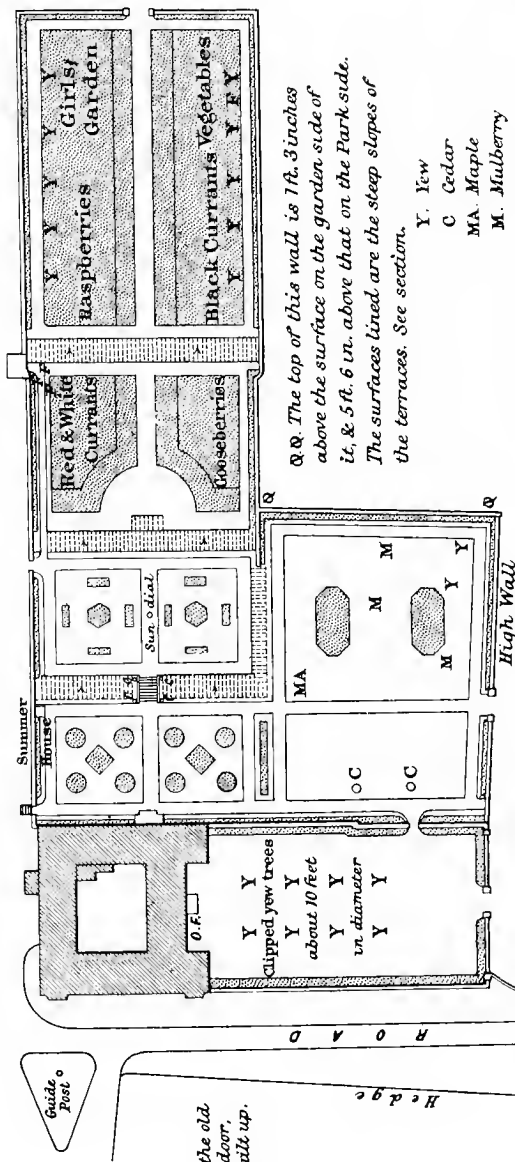 Guide
Post
the old
door,
uilt up.
Hedge
ROAD
O.F.
Clipped yew trees
about 10 feet
in diameter
Y Y Y Y
Y Y Y Y
Summer
House
C
C
Sun dial
MA
M
M
M
Y
Y
High Wall
Q
Q
Red & White
Currants
Gooseberries
Raspberries
Girls'
Garden
Y Y Y Y Y
Black Currants
Vegetables
Y Y Y Y F Y
Q.Q. The top of this wall is 1 ft. 3 inches
above the surface on the garden side of
it, & 5 ft. 6 in. above that on the Park side.
The surfaces lined are the steep slopes of
the terraces. See section.
Y. Yew
C Cedar
MA. Maple
M. Mulberry